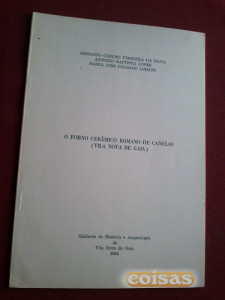 ARMANDO COELHO FERREIRA DA SILVA
ANTÓNIO BAPTISTA LOPES
MARIA JOSÉ FOLGADO LOBATO
O FORNO CERÂMICO ROMANO DE CANELAS
(VILA NOVA DE GAIA)
Gabinete de História e Arqueologia
de
Vila Nova de Gaia
coisas